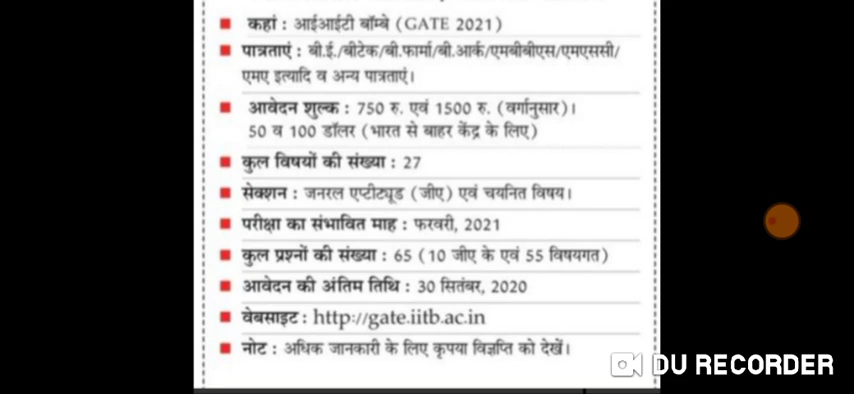 ■ कहां : आईआईटी बॉम्बे (GATE 2021)
■ पात्रताएं : बी.ई./बीटेक/बी.फार्मा/बी.आर्क/एमबीबीएस/एमएससी/
एमए इत्यादि व अन्य पात्रताएं।
■ आवेदन शुल्क : 750 रु. एवं 1500 रु. (वर्गानुसार)।
50 व 100 डॉलर (भारत से बाहर केंद्र के लिए)
■ कुल विषयों की संख्या : 27
■ सेक्शन : जनरल एप्टीट्यूड (जीए) एवं चयनित विषय।
■ परीक्षा का संभावित माह : फरवरी, 2021
■ कुल प्रश्नों की संख्या : 65 (10 जीए के एवं 55 विषयगत)
■ आवेदन की अंतिम तिथि : 30 सितंबर, 2020
■ वेबसाइट : http://gate.iitb.ac.in
■ नोट : अधिक जानकारी के लिए कृपया विज्ञप्ति को देखें।
DU RECORDER